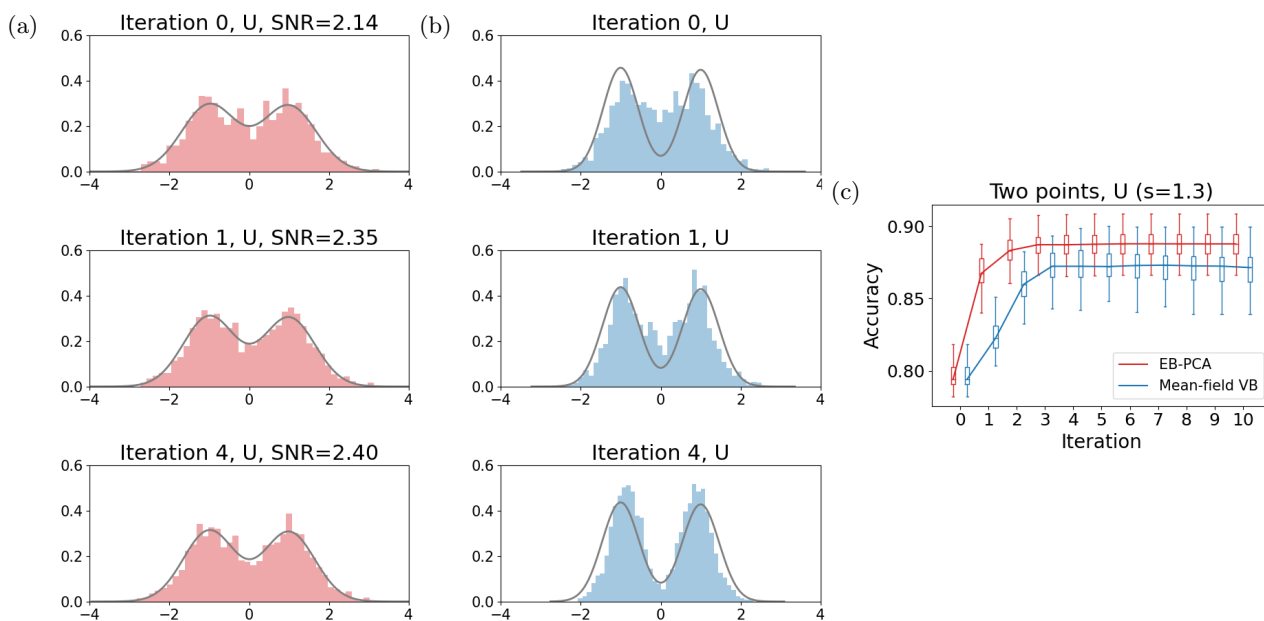 (a)
Iteration 0, U, SNR=2.14
0.6
0.4
0.2
0.0
−4 −2 0 2 4
Iteration 1, U, SNR=2.35
0.6
0.4
0.2
0.0
−4 −2 0 2 4
Iteration 4, U, SNR=2.40
0.6
0.4
0.2
0.0
−4 −2 0 2 4
(b)
Iteration 0, U
0.6
0.4
0.2
0.0
−4 −2 0 2 4
Iteration 1, U
0.6
0.4
0.2
0.0
−4 −2 0 2 4
Iteration 4, U
0.6
0.4
0.2
0.0
−4 −2 0 2 4
(c)
Two points, U (s=1.3)
Accuracy
0.90
0.85
0.80
EB-PCA
Mean-field VB
0 1 2 3 4 5 6 7 8 9 10
Iteration